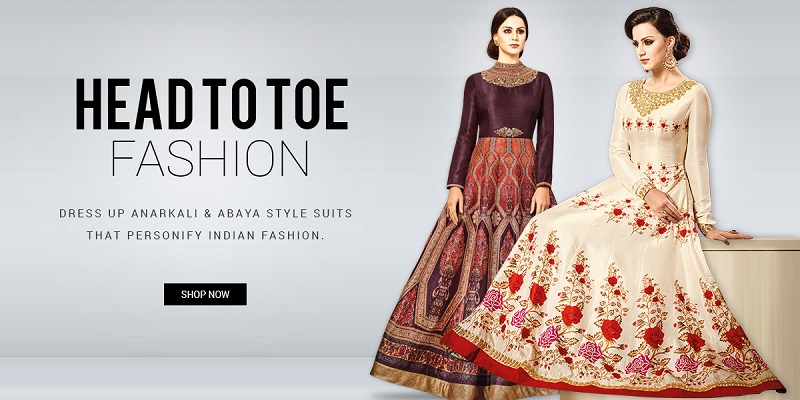 HEAD TO TOE
FASHION
DRESS UP ANARKALI & ABAYA STYLE SUITS
THAT PERSONIFY INDIAN FASHION.
SHOP NOW